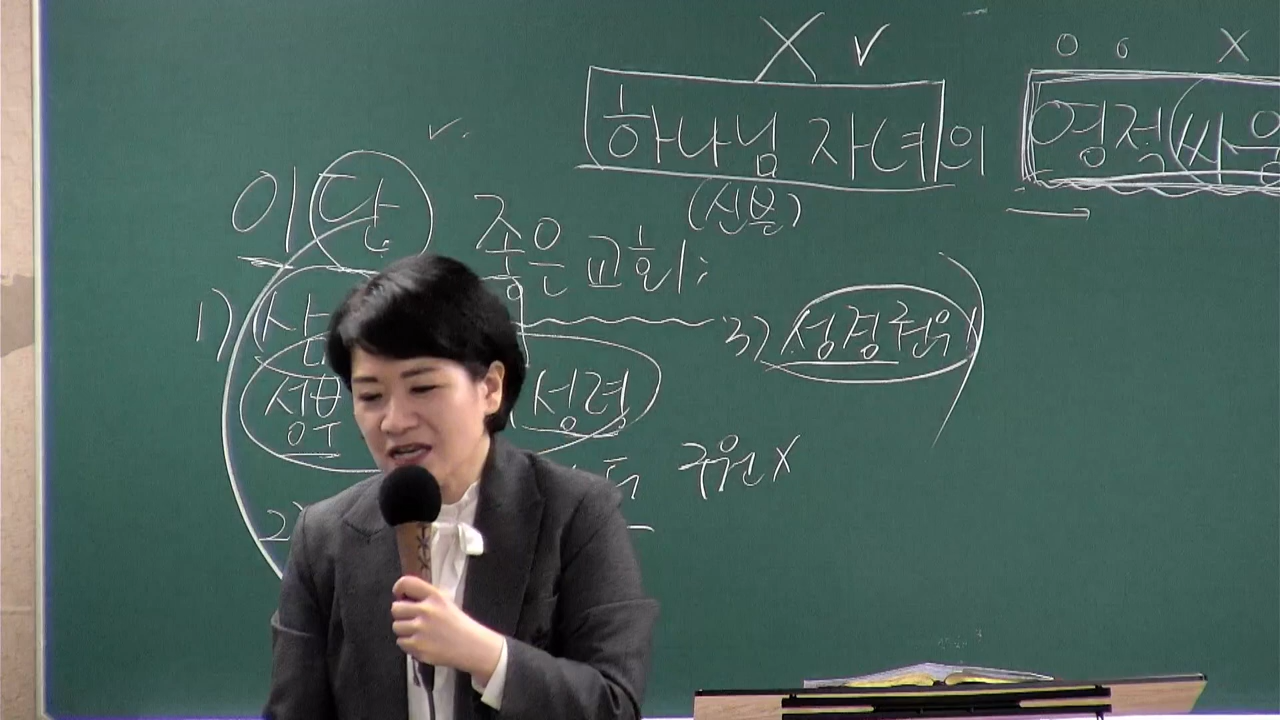 하나님 자녀의 영적 싸움
(신분)
이단
좋은 교회;
1)
3) 성경권위 X
성부 성령
구원 X
2)